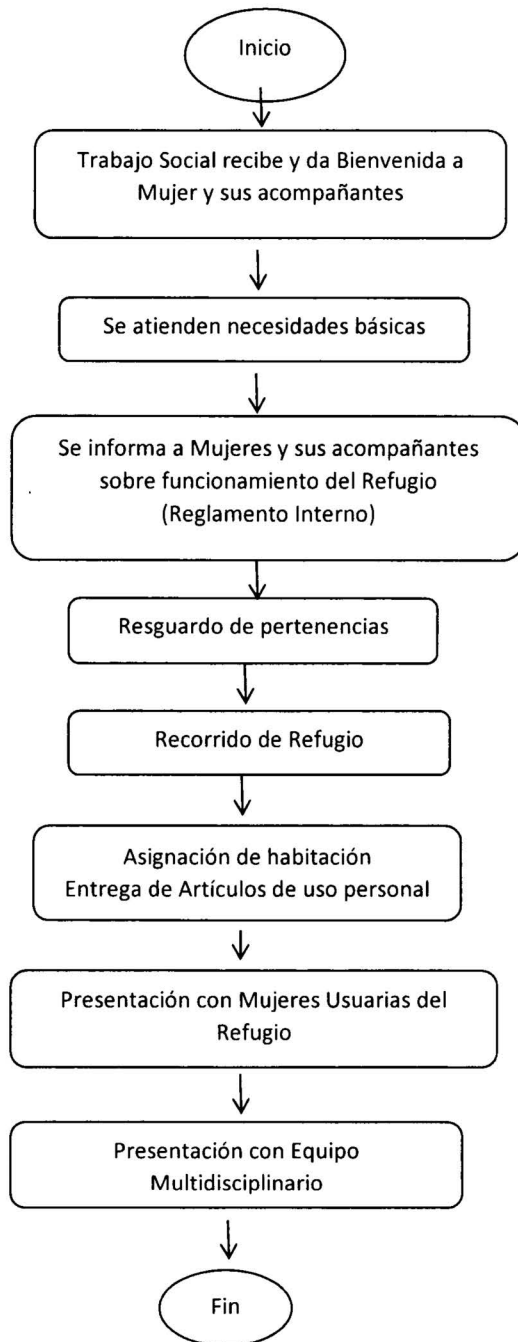 Inicio
Trabajo Social recibe y da Bienvenida a
Mujer y sus acompañantes
Se atienden necesidades básicas
Se informa a Mujeres y sus acompañantes
sobre funcionamiento del Refugio
(Reglamento Interno)
Resguardo de pertenencias
Recorrido de Refugio
Asignación de habitación
Entrega de Artículos de uso personal
Presentación con Mujeres Usuarias del
Refugio
Presentación con Equipo
Multidisciplinario
Fin